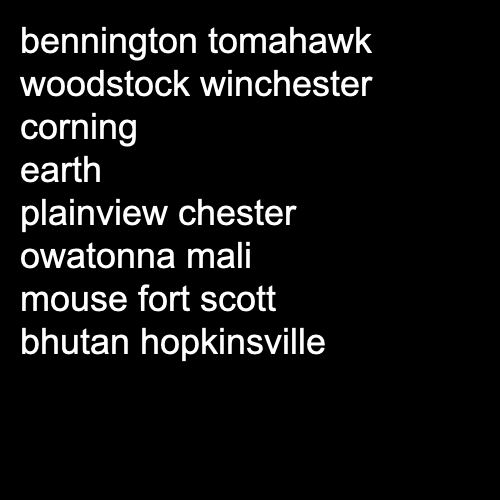 bennington tomahawk
woodstock winchester
corning
earth
plainview chester
owatonna mali
mouse fort scott
bhutan hopkinsville